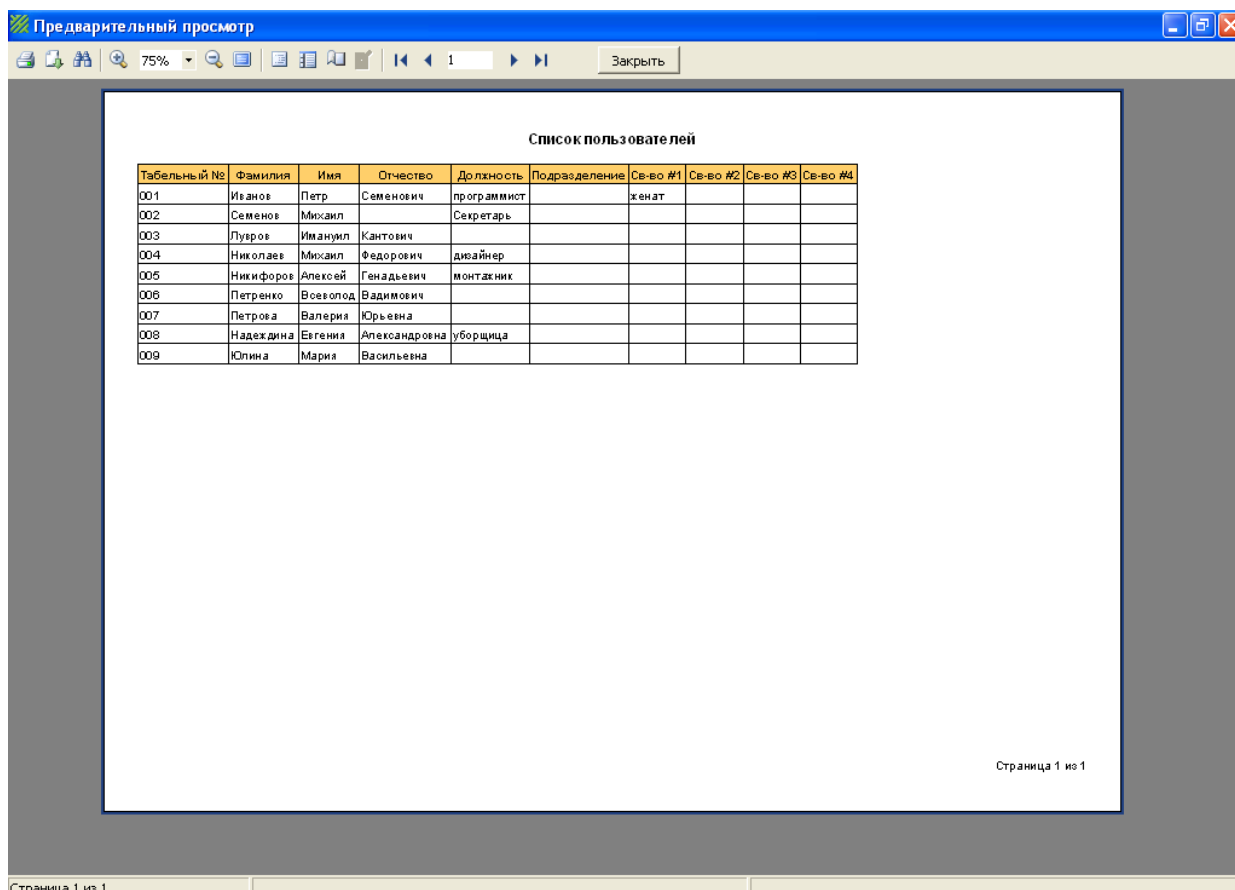 Предварительный просмотр
75% 1 Закрыть
Список пользователей
Табельный № Фамилия Имя Отчество Должность Подразделение Св-во #1 Св-во #2 Св-во #3 Св-во #4
001 Иванов Петр Семенович программист женат
002 Семенов Михаил Секретарь
003 Лувров Имануил Кантович
004 Николаев Михаил Федорович дизайнер
005 Никифоров Алексей Генадьевич монтажник
006 Петренко Всеволод Вадимович
007 Петрова Валерия Юрьевна
008 Надеждина Евгения Александровна уборщица
009 Юлина Мария Васильевна
Страница 1 из 1
Страница 1 из 1